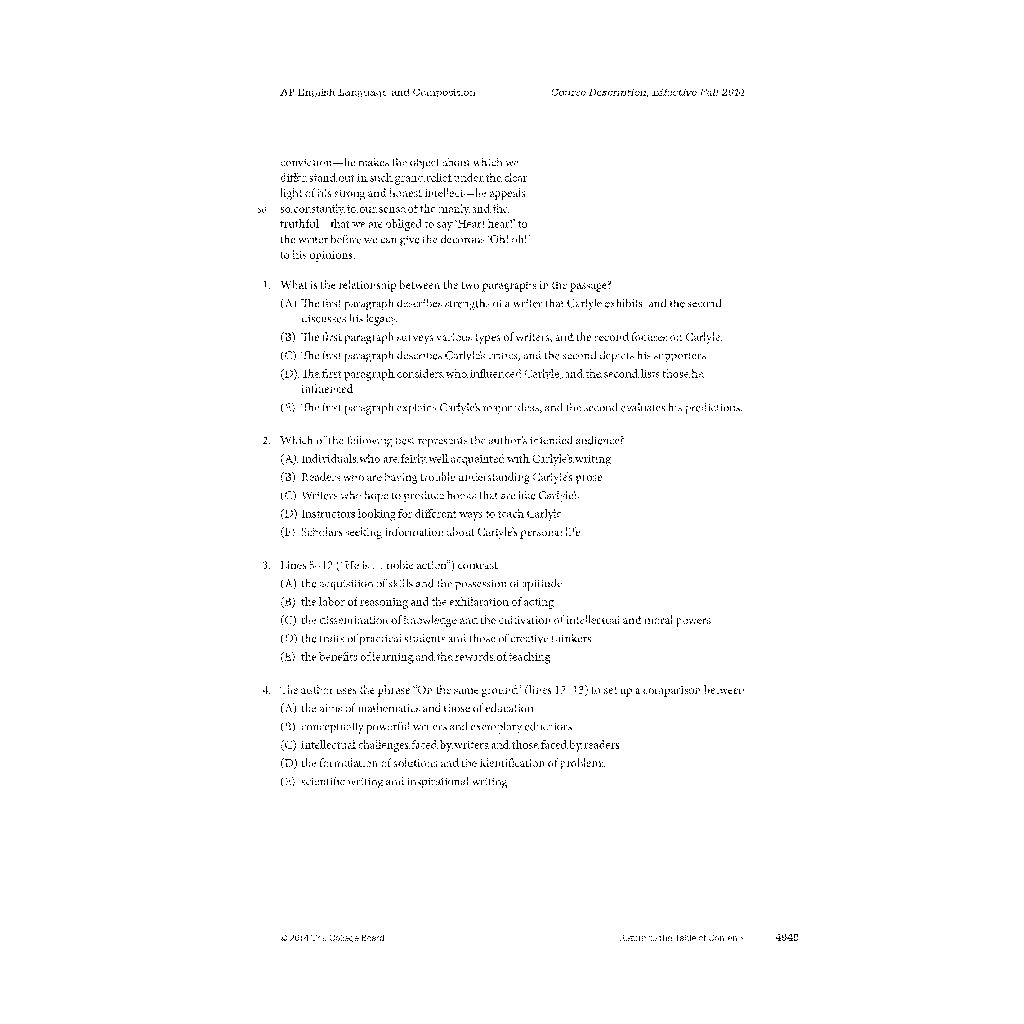 AP English Language and Composition
Course Description, Effective Fall 2014
conviction—he makes the object about which we
differ stand out in such grand relief under the clear
light of his strong and honest intellect—he appeals
50 so constantly to our sense of the manly and the
truthful—that we are obliged to say "Hear! hear!" to
the writer before we can give the decorous "Oh! oh!"
to his opinions.
1. What is the relationship between the two paragraphs in the passage?
(A) The first paragraph describes strengths of a writer that Carlyle exhibits, and the second
discusses his legacy.
(B) The first paragraph surveys various types of writers, and the second focuses on Carlyle.
(C) The first paragraph describes Carlyle's critics, and the second depicts his supporters.
(D) The first paragraph considers who influenced Carlyle, and the second lists those he
influenced.
(E) The first paragraph explains Carlyle's major ideas, and the second evaluates his predictions.
2. Which of the following best represents the author's intended audience?
(A) Individuals who are fairly well acquainted with Carlyle's writing
(B) Readers who are having trouble understanding Carlyle's prose
(C) Writers who hope to produce books that are like Carlyle's
(D) Instructors looking for different ways to teach Carlyle
(E) Scholars seeking information about Carlyle's personal life
3. Lines 5–12 ("He is . . . noble action") contrast
(A) the acquisition of skills and the possession of aptitude
(B) the labor of reasoning and the exhilaration of acting
(C) the dissemination of knowledge and the cultivation of intellectual and moral powers
(D) the traits of practical students and those of creative thinkers
(E) the benefits of learning and the rewards of teaching
4. The author uses the phrase "On the same ground" (lines 12–13) to set up a comparison between
(A) the aims of mathematics and those of education
(B) conceptually powerful writers and exemplary educators
(C) intellectual challenges faced by writers and those faced by readers
(D) the formulation of solutions and the identification of problems
(E) scientific writing and inspirational writing
© 2014 The College Board
Return to the Table of Contents